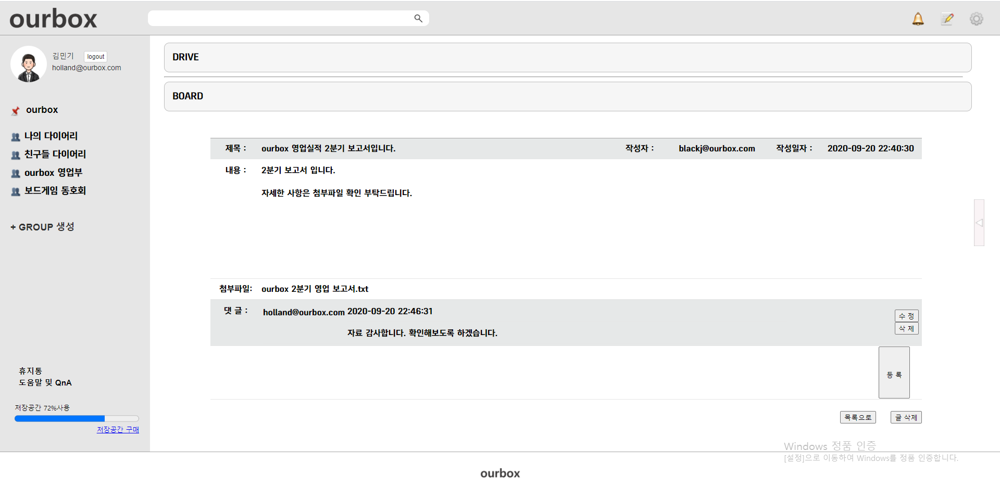 ourbox
김민기 logout
holland@ourbox.com
ourbox
나의 다이어리
친구들 다이어리
ourbox 영업부
보드게임 동호회
+ GROUP 생성
휴지통
도움말 및 QnA
저장공간 72%사용
저장공간 구매
DRIVE
BOARD
제목 : ourbox 영업실적 2분기 보고서입니다. 작성자 : blackj@ourbox.com 작성일자 : 2020-09-20 22:40:30
내용 : 2분기 보고서 입니다.
자세한 사항은 첨부파일 확인 부탁드립니다.
첨부파일: ourbox 2분기 영업 보고서.txt
댓 글 : holland@ourbox.com 2020-09-20 22:46:31
수 정
삭 제
자료 감사합니다. 확인해보도록 하겠습니다.
등 록
목록으로 글 삭제
Windows 정품 인증
[설정]으로 이동하여 Windows를 정품 인증합니다.
ourbox